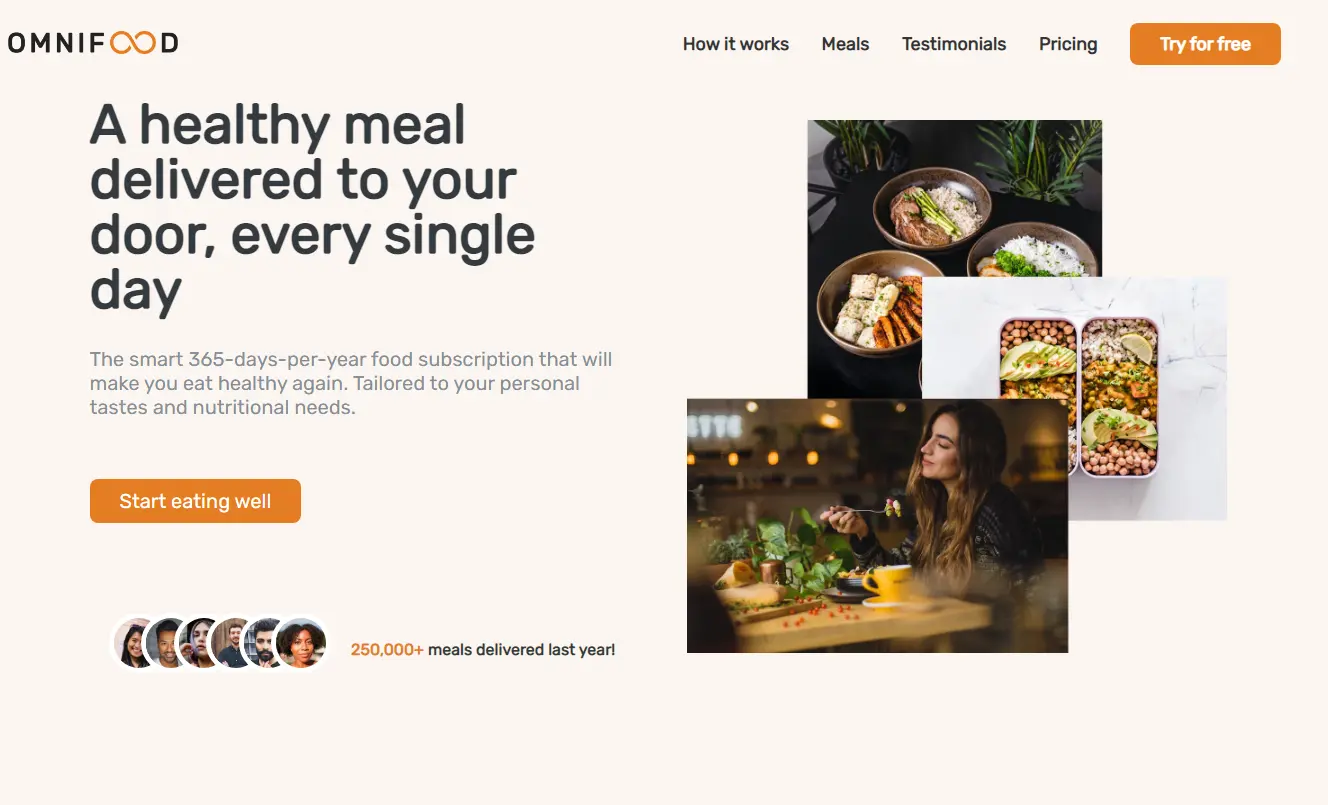 OMNIFOOD
How it works
Meals
Testimonials
Pricing
Try for free
A healthy meal
delivered to your
door, every single
day
The smart 365-days-per-year food subscription that will
make you eat healthy again. Tailored to your personal
tastes and nutritional needs.
Start eating well
250,000+ meals delivered last year!